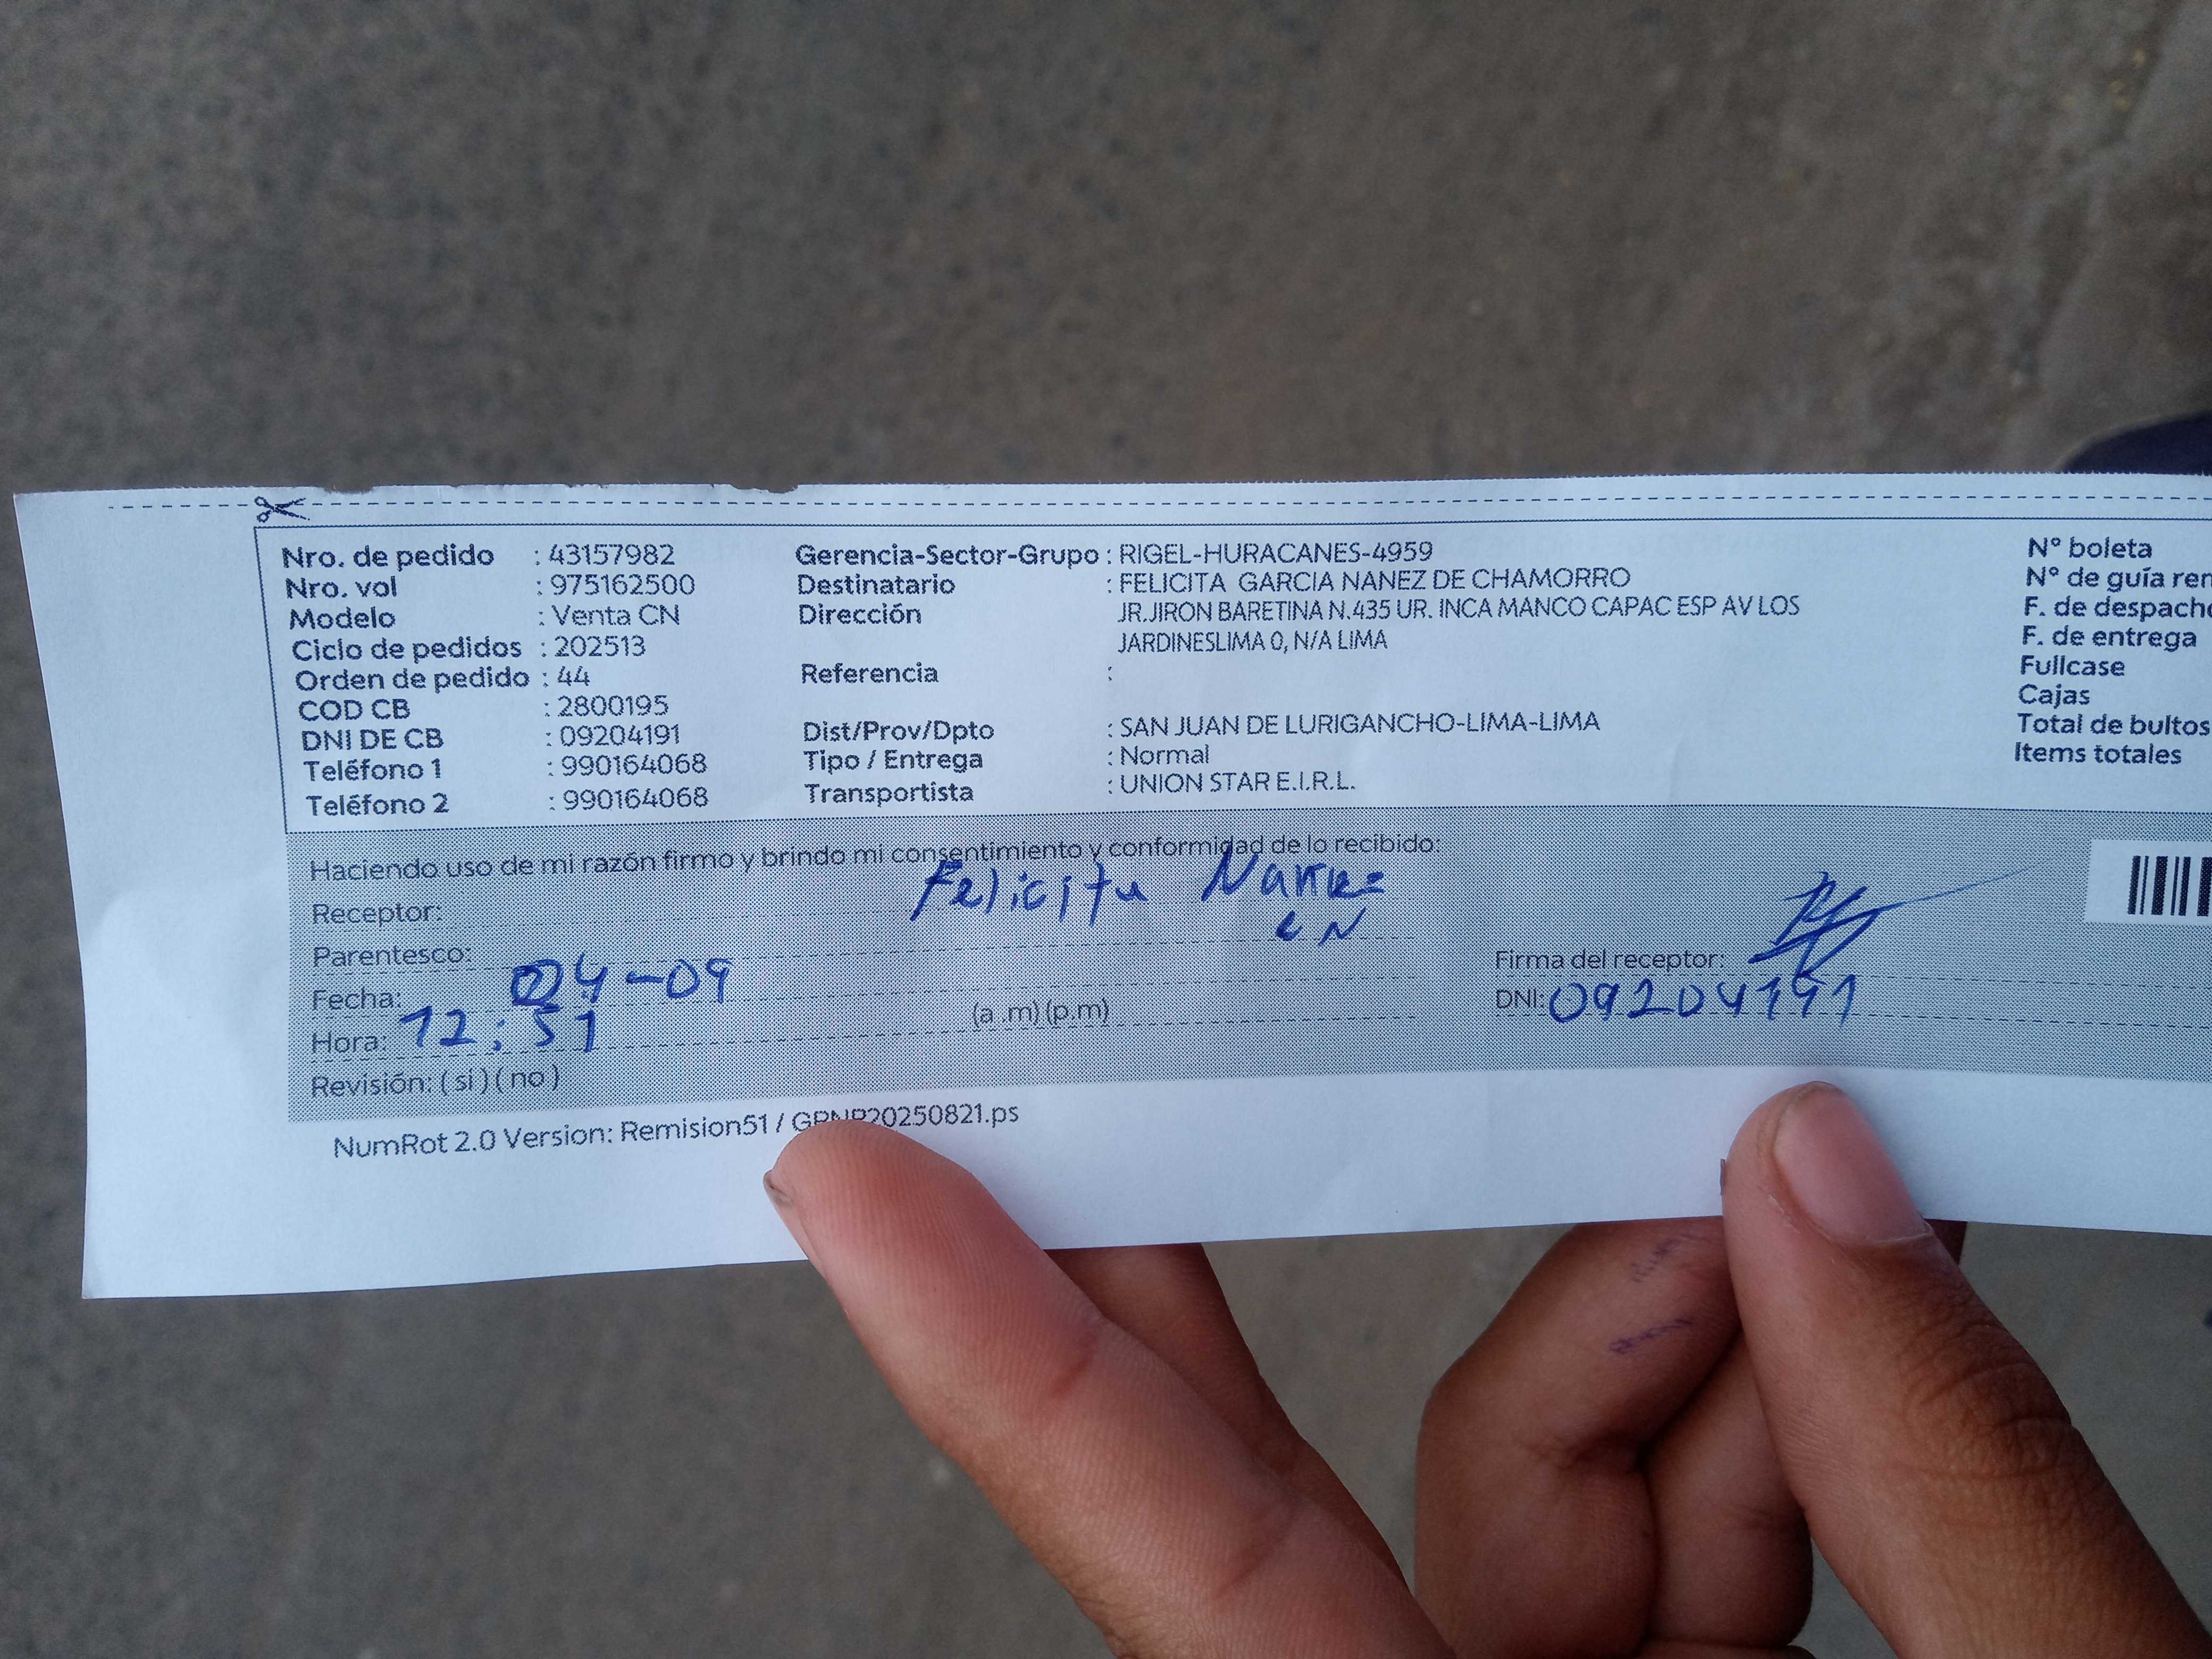 Nro. de pedido : 43157982 Gerencia-Sector-Grupo : RIGEL-HURACANES-4959 N° boleta
Nro. vol : 975162500 Destinatario : FELICITA GARCIA NANEZ DE CHAMORRO N° de guía
Modelo : Venta CN Dirección JR.JIRON BARETINA N.435 UR. INCA MANCO CAPAC ESP AV LOS F. de despacho
Ciclo de pedidos : 202513 JARDINESLIMA 0, N/A LIMA F. de entrega
Orden de pedido : 44 Referencia : Fullcase
COD CB : 2800195 Cajas
DNI DE CB : 09204191 Dist/Prov/Dpto : SAN JUAN DE LURIGANCHO-LIMA-LIMA Total de bultos
Teléfono 1 : 990164068 Tipo / Entrega : Normal Items totales
Teléfono 2 : 990164068 Transportista : UNION STAR E.I.R.L.
Haciendo uso de mi razón firmo y brindo mi consentimiento y conformidad de lo recibido:
Receptor: Felicita
Parentesco: Firma del receptor:
Fecha: 04-09 DNI: 09204191
Hora: 12:51 (a .m) (p.m)
Revisión: ( si ) ( no )
NumRot 2.0 Version: Remision51 /